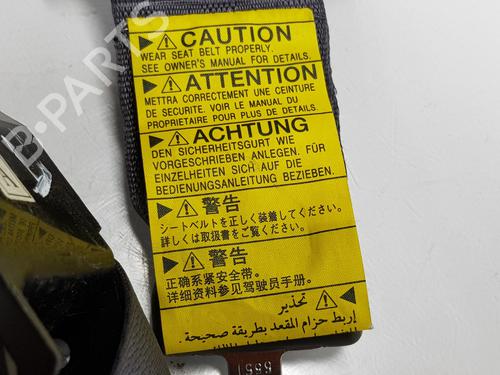 CAUTION
WEAR SEAT BELT PROPERLY.
SEE OWNER'S MANUAL FOR DETAILS.
ATTENTION
METTRA CORRECTEMENT UNE CEINTURE
DE SECURITE. VOIR LE MANUEL DU
PROPRIETAIRE POUR PLUS DE DETAILS.
ACHTUNG
DEN SICHERHEITSGURT WIE
VORGESCHRIEBEN ANLEGEN. FÜR
EINZELHEITEN SICH AUF DIE
BEDIENUNGSANLEITUNG BEZIEBEN.
警告
シートベルトを正しく装着してください。
詳しくは取扱書をご覧ください。
警告
正确系紧安全带。
详细资料参见驾驶员手册。
تحذير
إربط حزام المقعد بطريقة صحيحة.
5551
B-PARTS